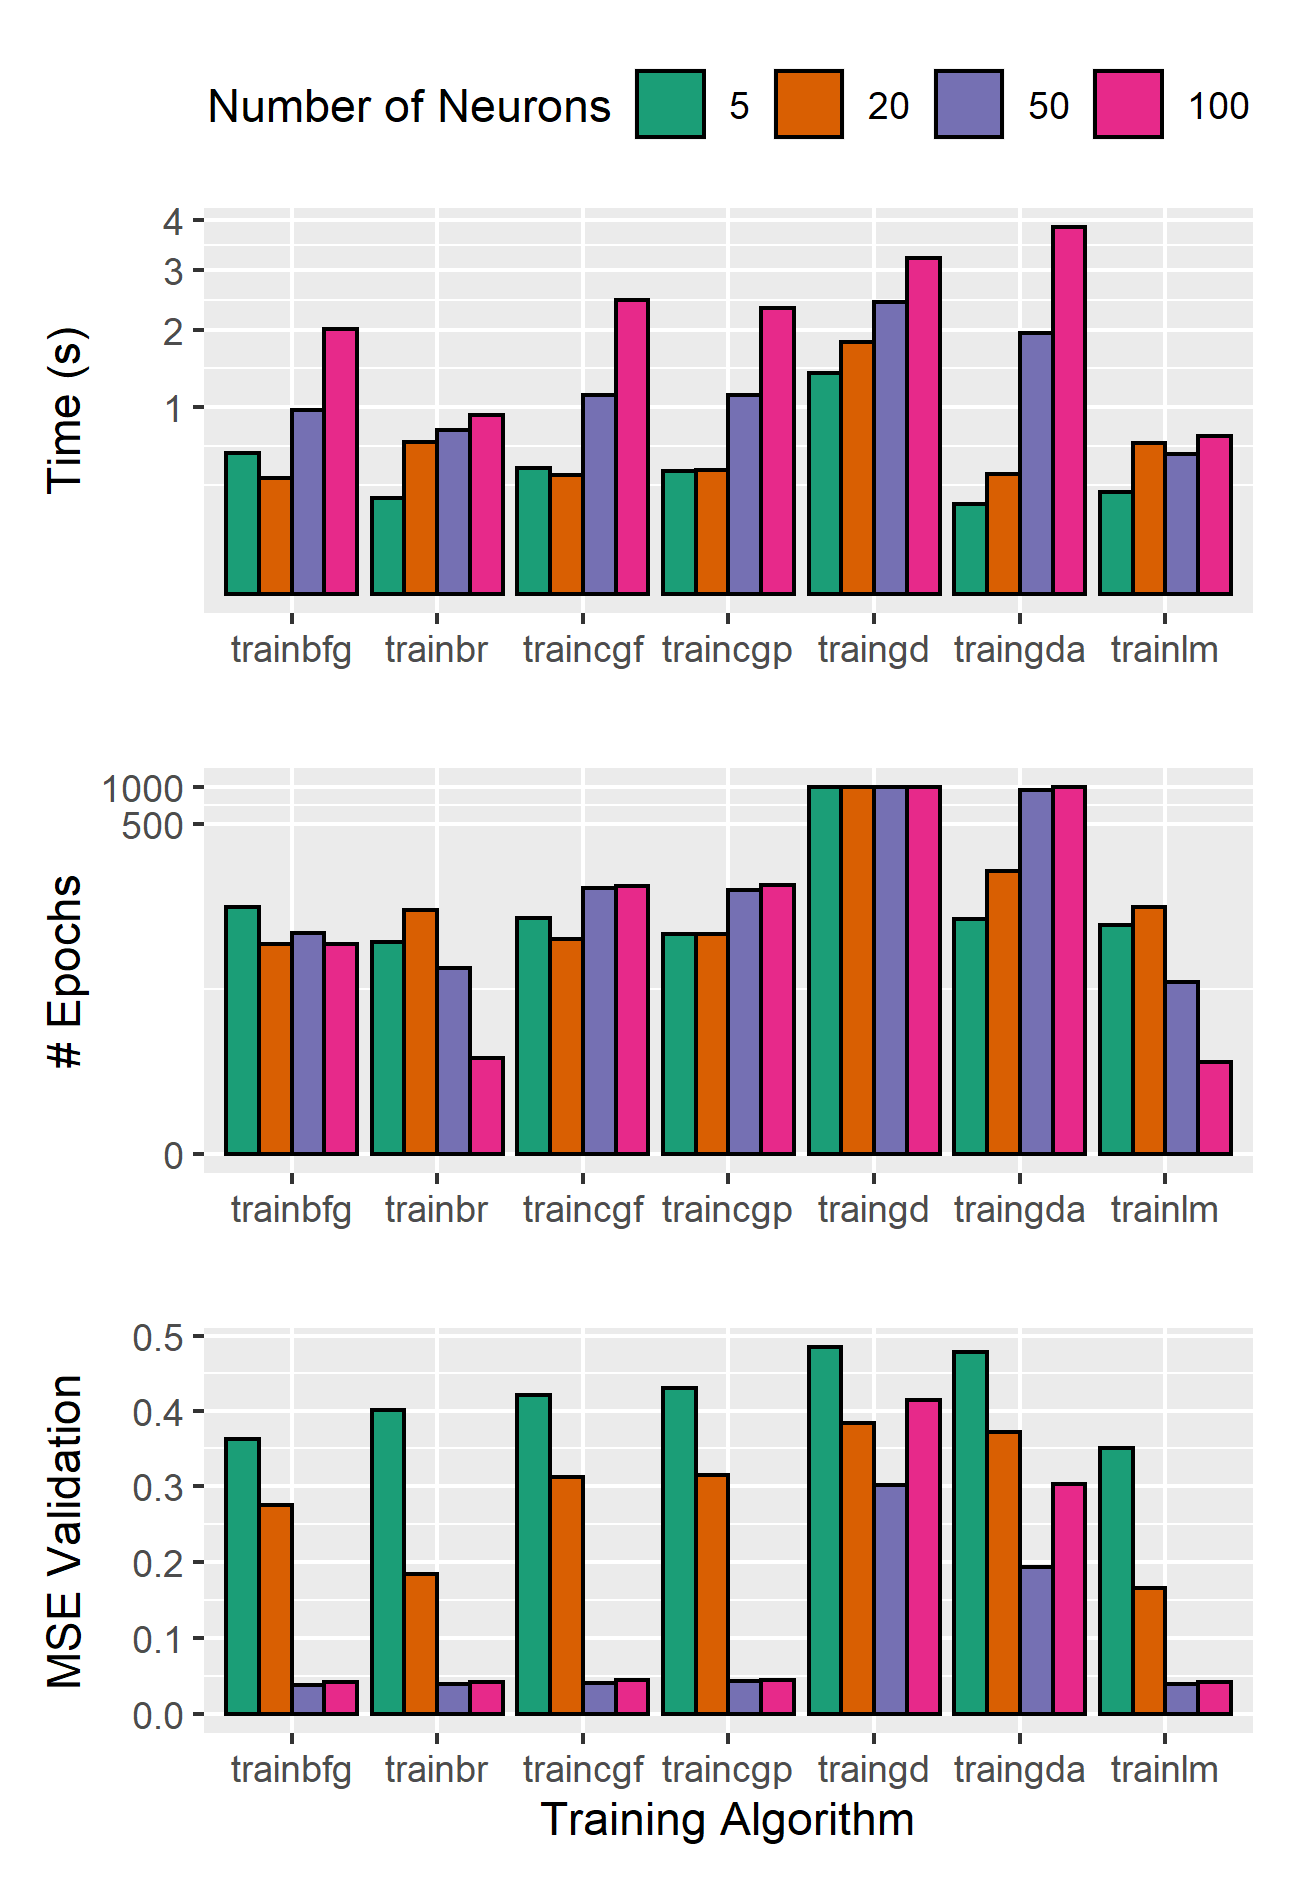 Number of Neurons 5 20 50 100
Time (s)
4
3
2
1
trainbfg trainbr traincgf traincgp traingd traingda trainlm
# Epochs
1000
500
0
trainbfg trainbr traincgf traincgp traingd traingda trainlm
MSE Validation
0.5
0.4
0.3
0.2
0.1
0.0
trainbfg trainbr traincgf traincgp traingd traingda trainlm
Training Algorithm